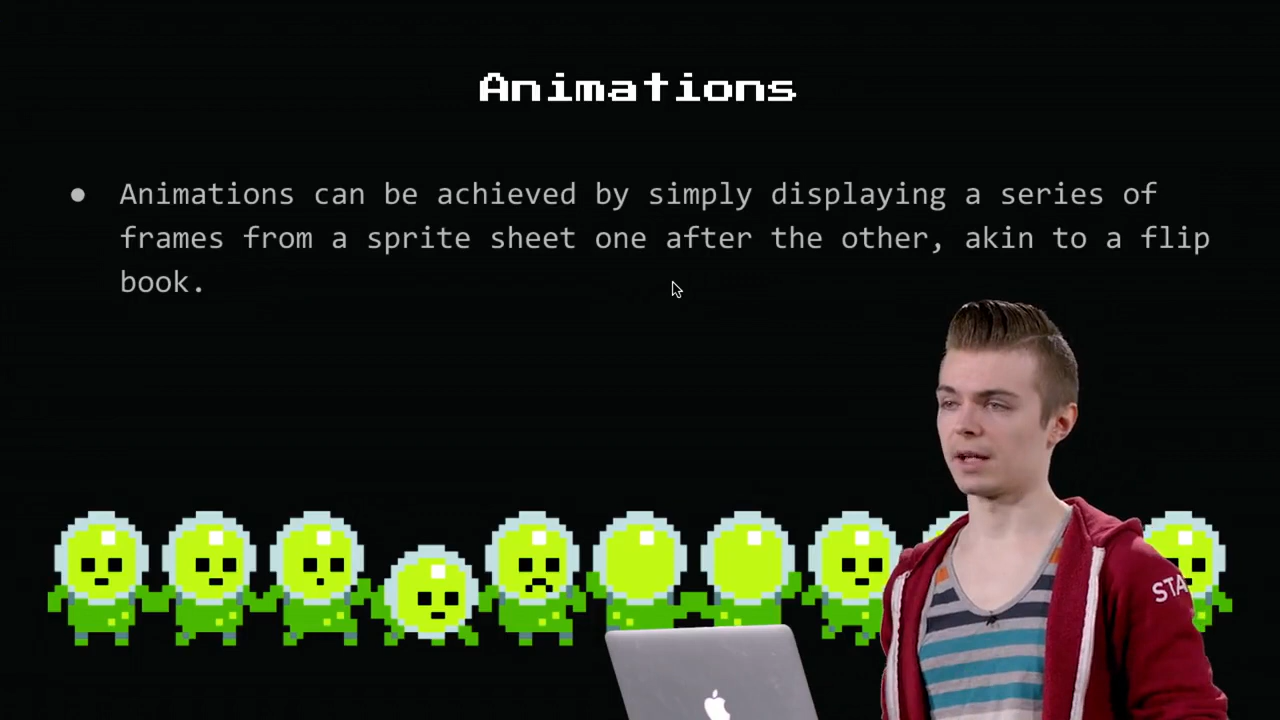 Animations
● Animations can be achieved by simply displaying a series of
frames from a sprite sheet one after the other, akin to a flip
book.
STA